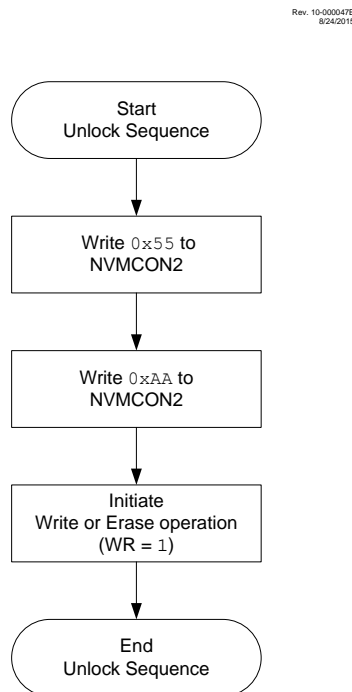 Rev. 10-000047B
8/24/2015
Start
Unlock Sequence
Write 0x55 to
NVMCON2
Write 0xAA to
NVMCON2
Initiate
Write or Erase operation
(WR = 1)
End
Unlock Sequence